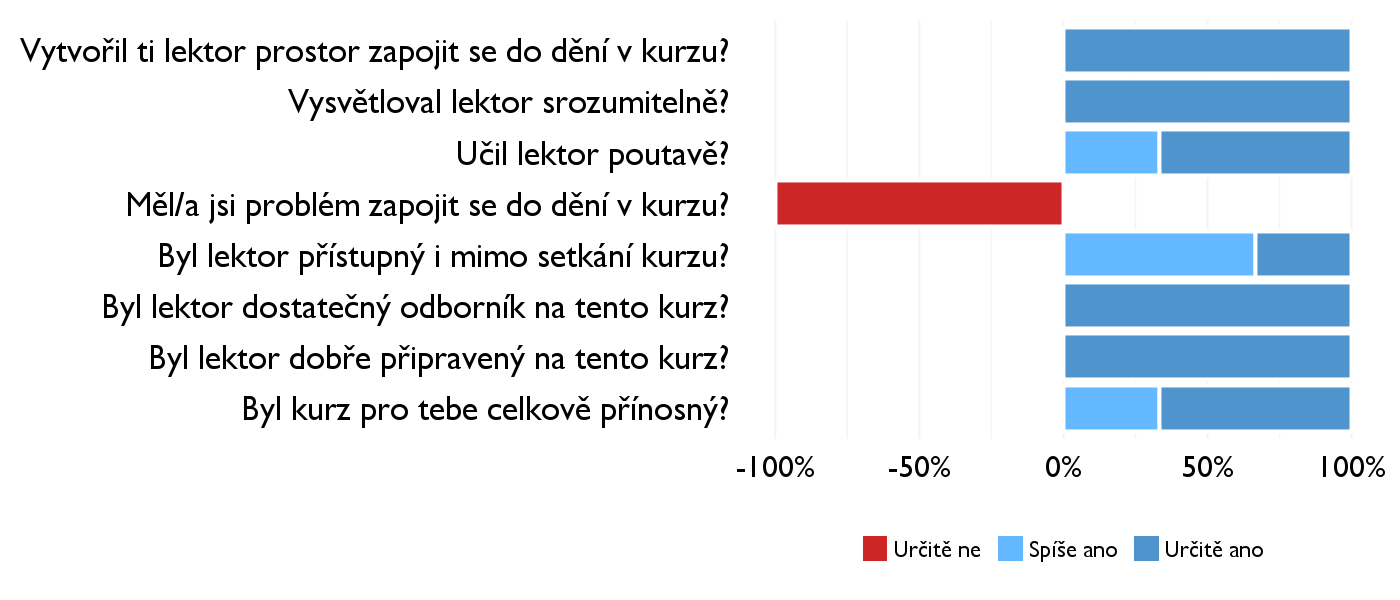 Vytvořil ti lektor prostor zapojit se do dění v kurzu?
Vysvětloval lektor srozumitelně?
Učil lektor poutavě?
Měl/a jsi problém zapojit se do dění v kurzu?
Byl lektor přístupný i mimo setkání kurzu?
Byl lektor dostatečný odborník na tento kurz?
Byl lektor dobře připravený na tento kurz?
Byl kurz pro tebe celkově přínosný?
-100% -50% 0% 50% 100%
Určitě ne Spíše ano Určitě ano